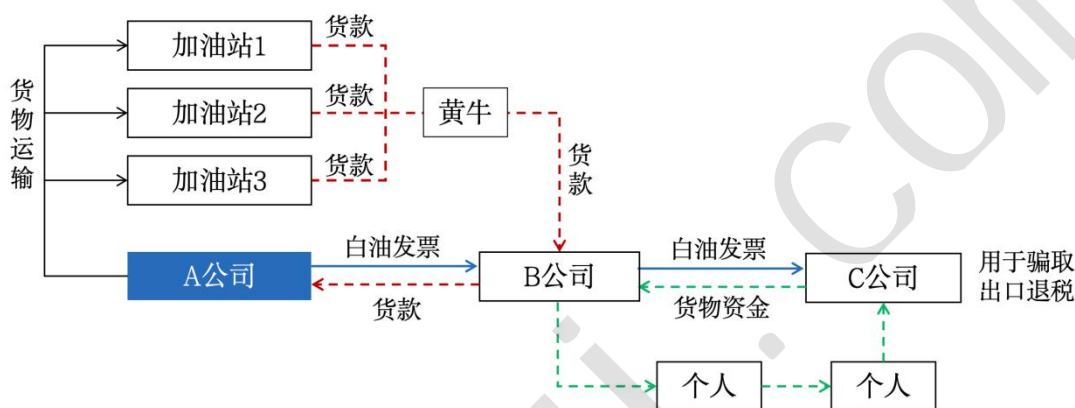 货款
加油站1
货物运输
货款
加油站2
黄牛
货款
加油站3
货款
白油发票
白油发票
A公司
B公司
C公司
用于骗取
出口退税
货款
货物资金
个人
个人